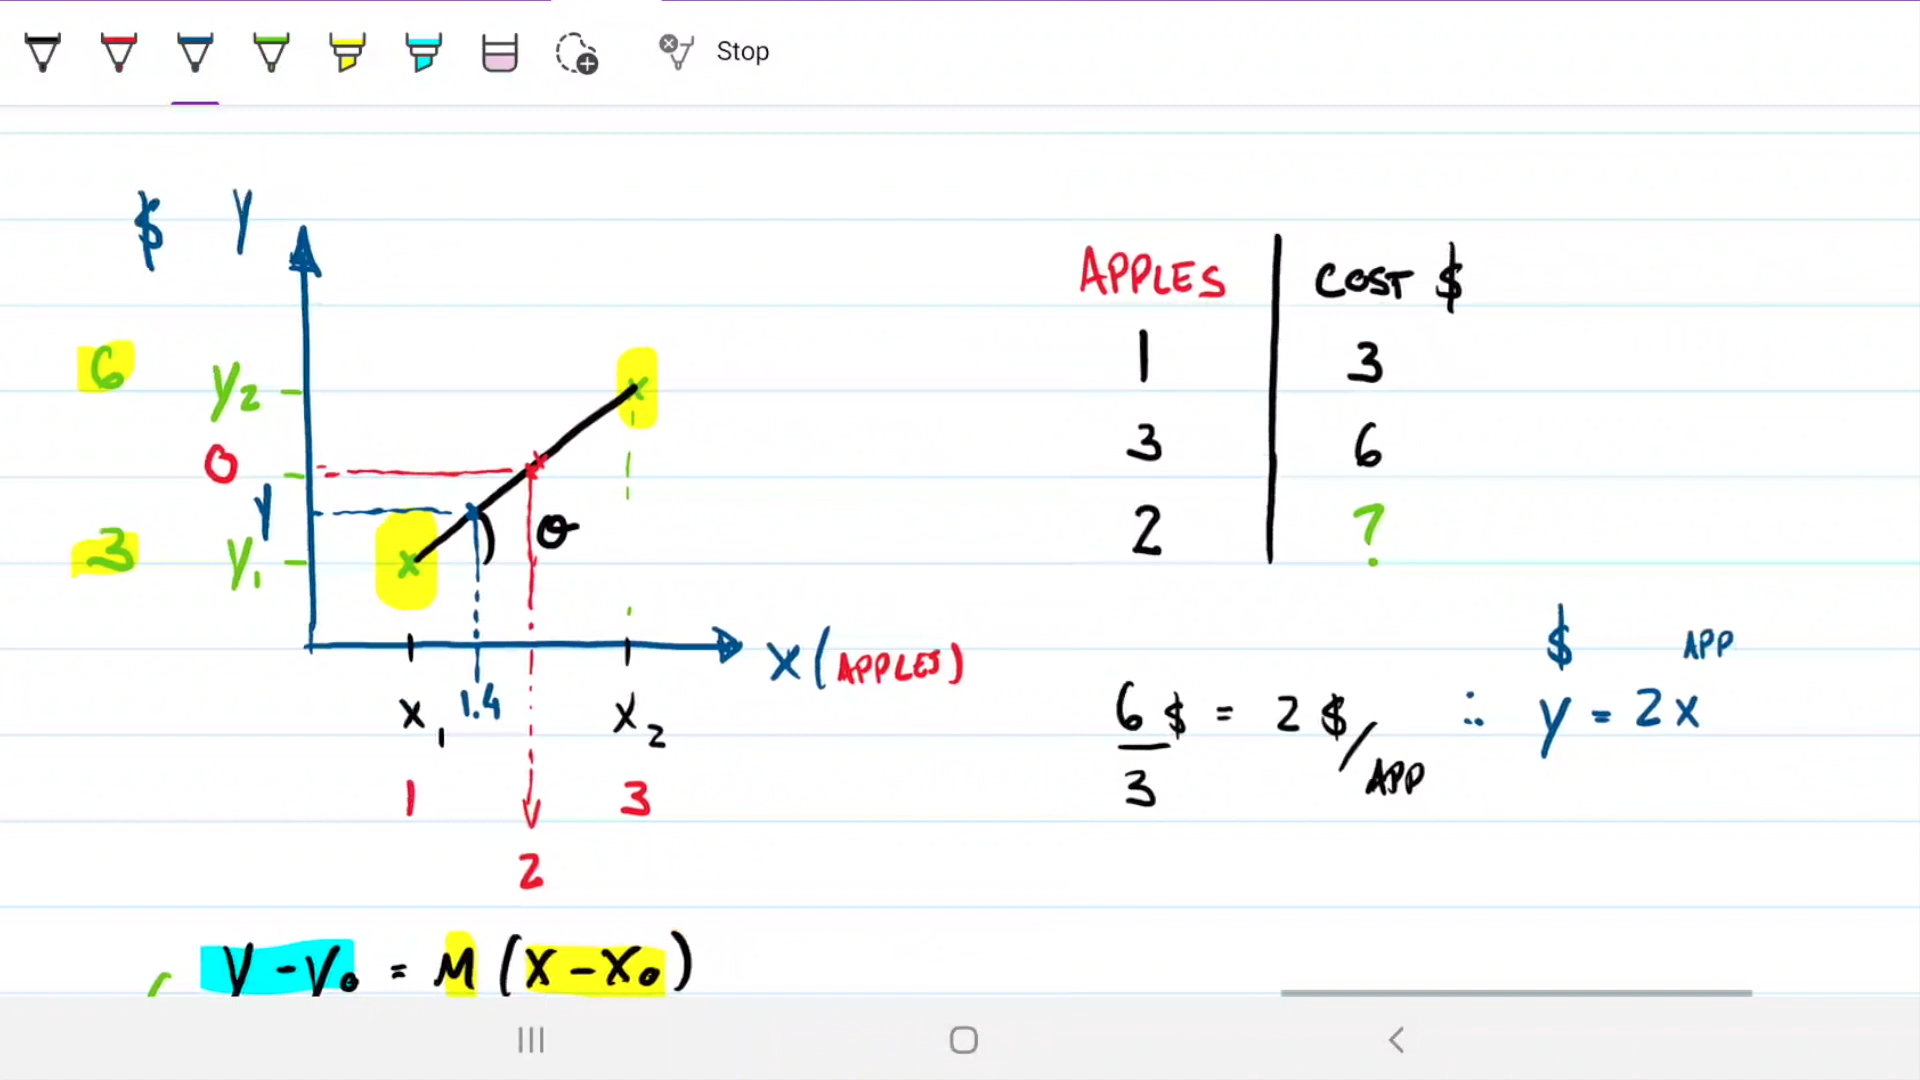 Stop
$ Y
APPLES COST $
1 3
6 Y2
3 6
0
Y
θ
2 ?
3 Y1
X (APPLES)
$ APP
X1 1.4 X2
6$/3 = 2 $/APP ∴ y = 2x
1 3
2
y - y0 = M (x - x0)